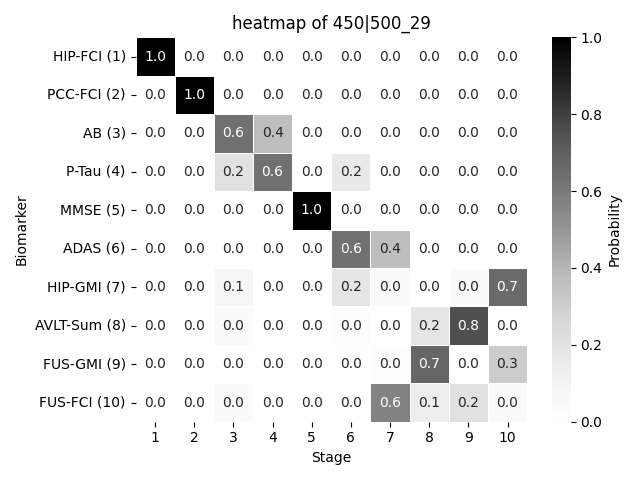 heatmap of 450|500_29
HIP-FCI (1) 1.0 0.0 0.0 0.0 0.0 0.0 0.0 0.0 0.0 0.0
PCC-FCI (2) 0.0 1.0 0.0 0.0 0.0 0.0 0.0 0.0 0.0 0.0
AB (3) 0.0 0.0 0.6 0.4 0.0 0.0 0.0 0.0 0.0 0.0
P-Tau (4) 0.0 0.0 0.2 0.6 0.0 0.2 0.0 0.0 0.0 0.0
MMSE (5) 0.0 0.0 0.0 0.0 1.0 0.0 0.0 0.0 0.0 0.0
ADAS (6) 0.0 0.0 0.0 0.0 0.0 0.6 0.4 0.0 0.0 0.0
HIP-GMI (7) 0.0 0.0 0.1 0.0 0.0 0.2 0.0 0.0 0.0 0.7
AVLT-Sum (8) 0.0 0.0 0.0 0.0 0.0 0.0 0.0 0.2 0.8 0.0
FUS-GMI (9) 0.0 0.0 0.0 0.0 0.0 0.0 0.0 0.7 0.0 0.3
FUS-FCI (10) 0.0 0.0 0.0 0.0 0.0 0.0 0.6 0.1 0.2 0.0
1 2 3 4 5 6 7 8 9 10
Stage
Biomarker
1.0
0.8
0.6
0.4
0.2
0.0
Probability